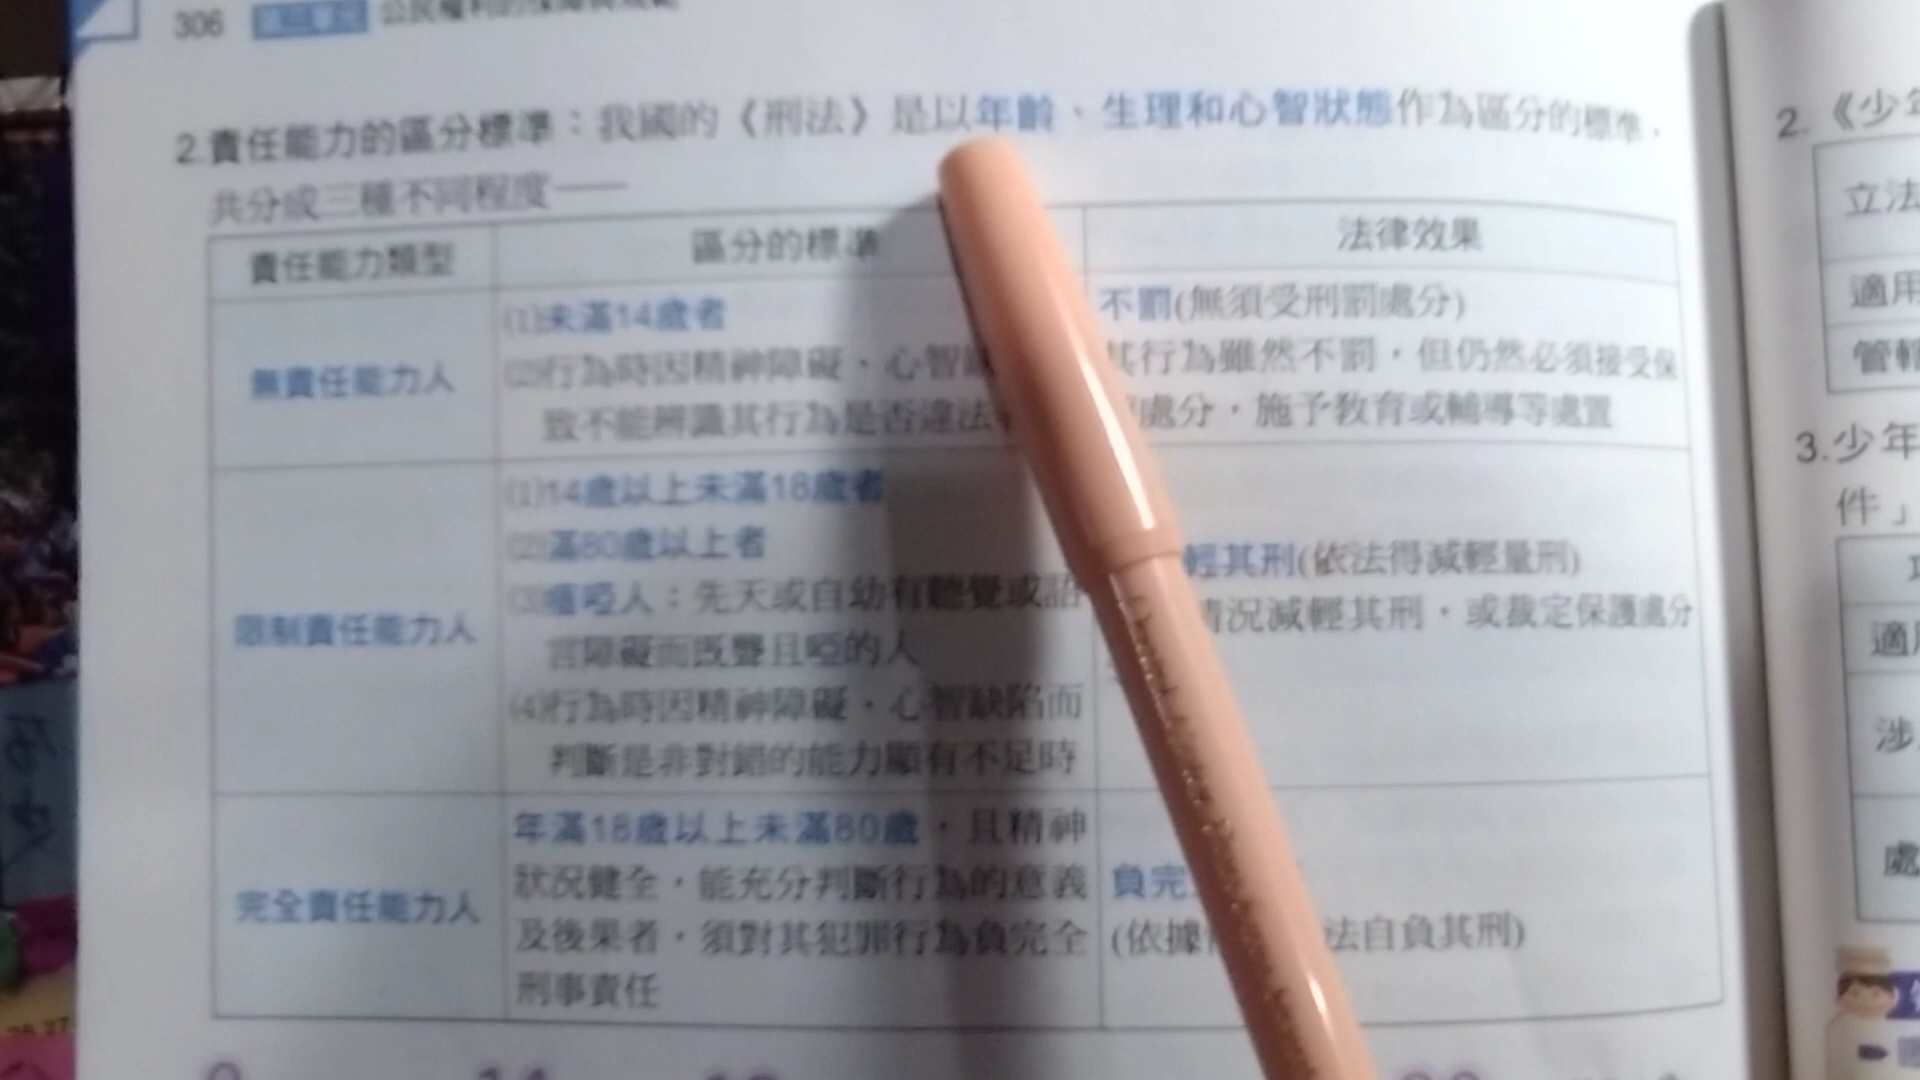 306 第三單元 公民權利的保障與規範
2.責任能力的區分標準：我國的《刑法》是以年齡、生理和心智狀態作為區分的標準，
共分成三種不同程度——
責任能力類型 區分的標準 法律效果
無責任能力人
(1)未滿14歲者
(2)行為時因精神障礙、心智
致不能辨識其行為是否違法
不罰(無須受刑罰處分)
其行為雖然不罰，但仍然必須接受保
處分，施予教育或輔導等處置
限制責任能力人
(1)14歲以上未滿18歲者
(2)滿80歲以上者
(3)瘖啞人：先天或自幼有聽覺或語
言障礙而既聾且啞的人
(4)行為時因精神障礙、心智缺陷而
判斷是非對錯的能力顯有不足時
輕其刑(依法得減輕量刑)
情況減輕其刑，或裁定保護處分
完全責任能力人
年滿18歲以上未滿80歲，且精神
狀況健全，能充分判斷行為的意義
及後果者，須對其犯罪行為負完全
刑事責任
負完
(依據 法自負其刑)
2.《少年
立法
適用
管轄
3.少年
件」
適用
涉
處